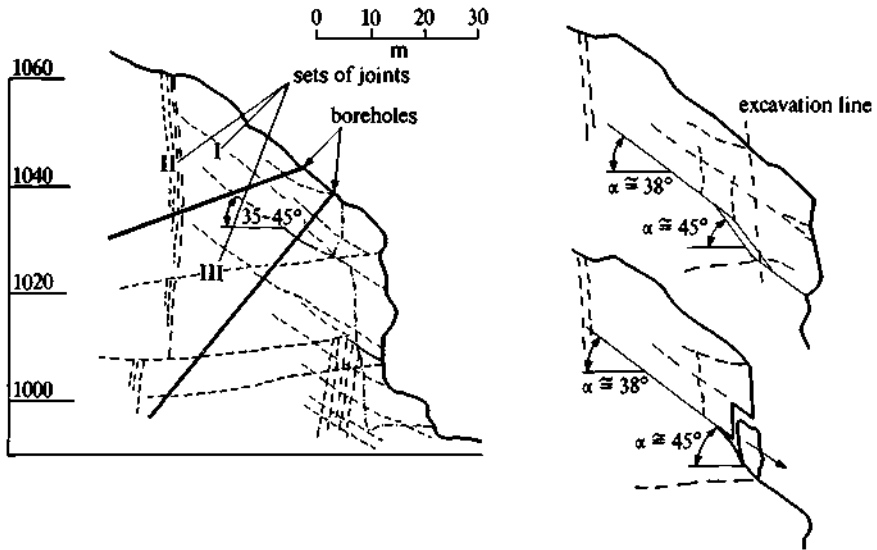 0 10 20 30
m
1060
sets of joints
boreholes
I
II
1040
35~45°
III
1020
1000
excavation line
α ≅ 38°
α ≅ 45°
α ≅ 38°
α ≅ 45°